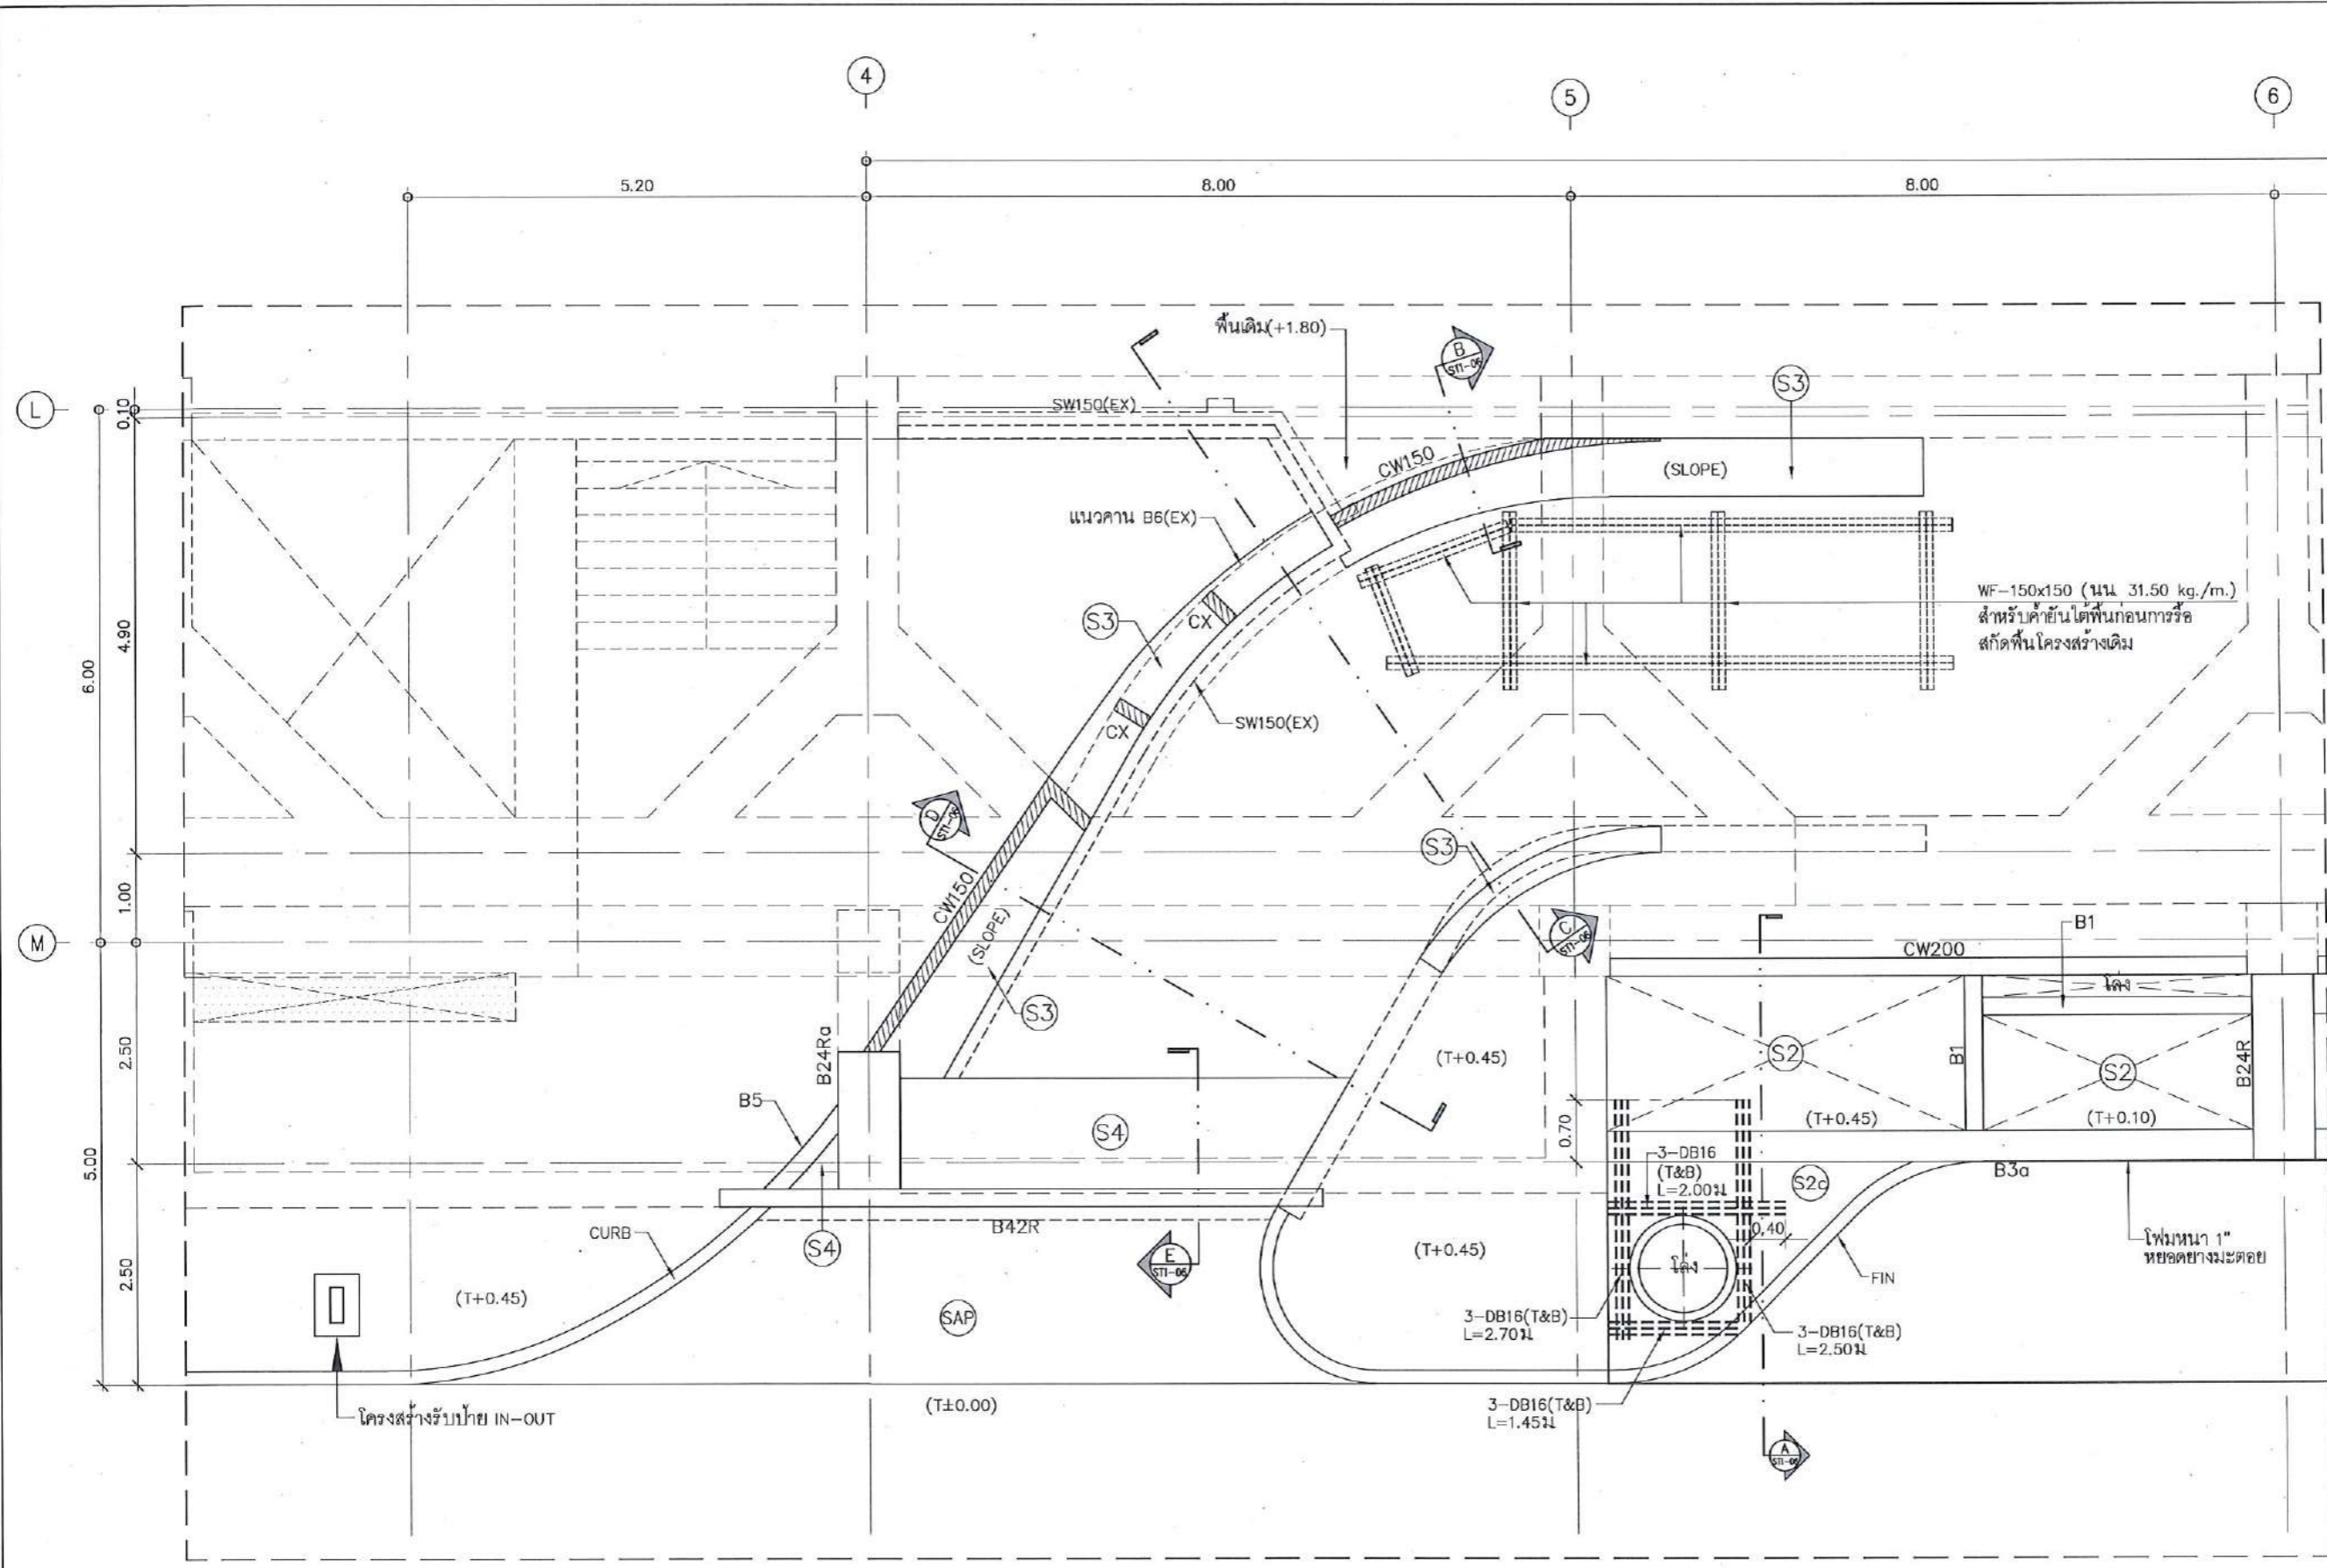 4
5
6
5.20
8.00
8.00
พื้นเดิม(+1.80)
B
ST1-06
S3
L
0.10
SW150(EX)
CW150
(SLOPE)
แนวคาน B6(EX)
WF-150x150 (นน. 31.50 kg./m.)
สำหรับค้ำยันใต้พื้นก่อนการรื้อ
สกัดพื้นโครงสร้างเดิม
S3
CX
4.90
6.00
SW150(EX)
CX
D
ST1-06
S3
CW150
1.00
(SLOPE)
C
ST1-06
M
B1
CW200
โล่ง
S3
B24Ra
2.50
(T+0.45)
S2
B1
S2
B24R
B5
S4
0.70
(T+0.45)
(T+0.10)
5.00
3-DB16
(T&B)
L=2.00ม
S2c
B3a
CURB
S4
B42R
E
ST1-06
(T+0.45)
0.40
โล่ง
โฟมหนา 1"
หยอดยางมะตอย
FIN
2.50
(T+0.45)
SAP
3-DB16(T&B)
L=2.70ม
3-DB16(T&B)
L=2.50ม
โครงสร้างรับป้าย IN-OUT
(T±0.00)
3-DB16(T&B)
L=1.45ม
A
ST1-06